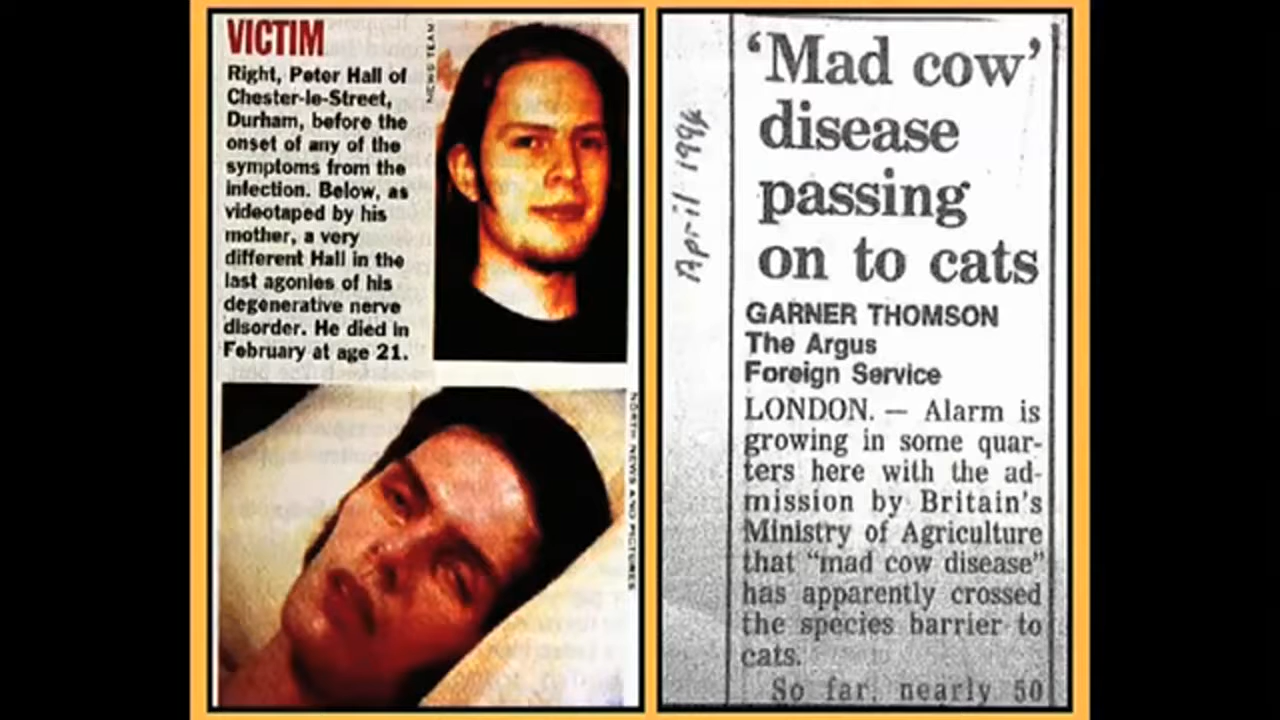 VICTIM
Right, Peter Hall of
Chester-le-Street,
Durham, before the
onset of any of the
symptoms from the
infection. Below, as
videotaped by his
mother, a very
different Hall in the
last agonies of his
degenerative nerve
disorder. He died in
February at age 21.
NEWS TEAM
NORTH NEWS AND PICTURES
April 1994
‘Mad cow’
disease
passing
on to cats
GARNER THOMSON
The Argus
Foreign Service
LONDON. — Alarm is
growing in some quar-
ters here with the ad-
mission by Britain's
Ministry of Agriculture
that “mad cow disease”
has apparently crossed
the species barrier to
cats.
So far, nearly 50